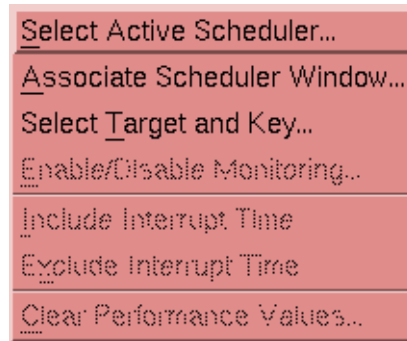 Select Active Scheduler...
Associate Scheduler Window...
Select Target and Key...
Enable/Disable Monitoring...
Include Interrupt Time
Exclude Interrupt Time
Clear Performance Values...